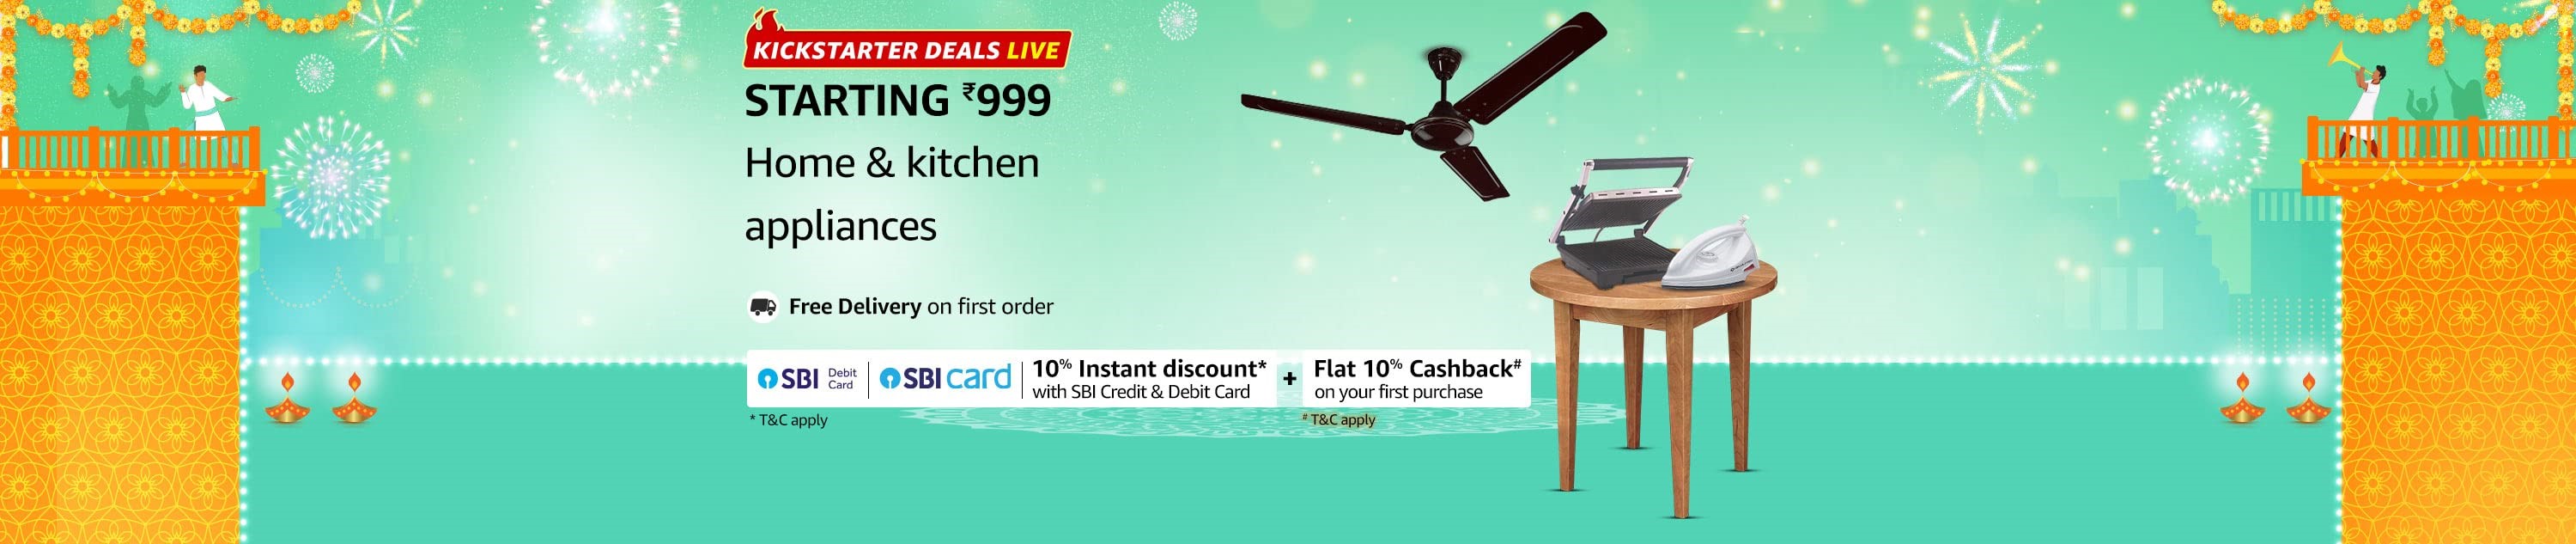 KICKSTARTER DEALS LIVE
STARTING ₹999
Home & kitchen
appliances
Free Delivery on first order
SBI Debit Card SBI card 10% Instant discount* with SBI Credit & Debit Card + Flat 10% Cashback# on your first purchase
* T&C apply
# T&C apply